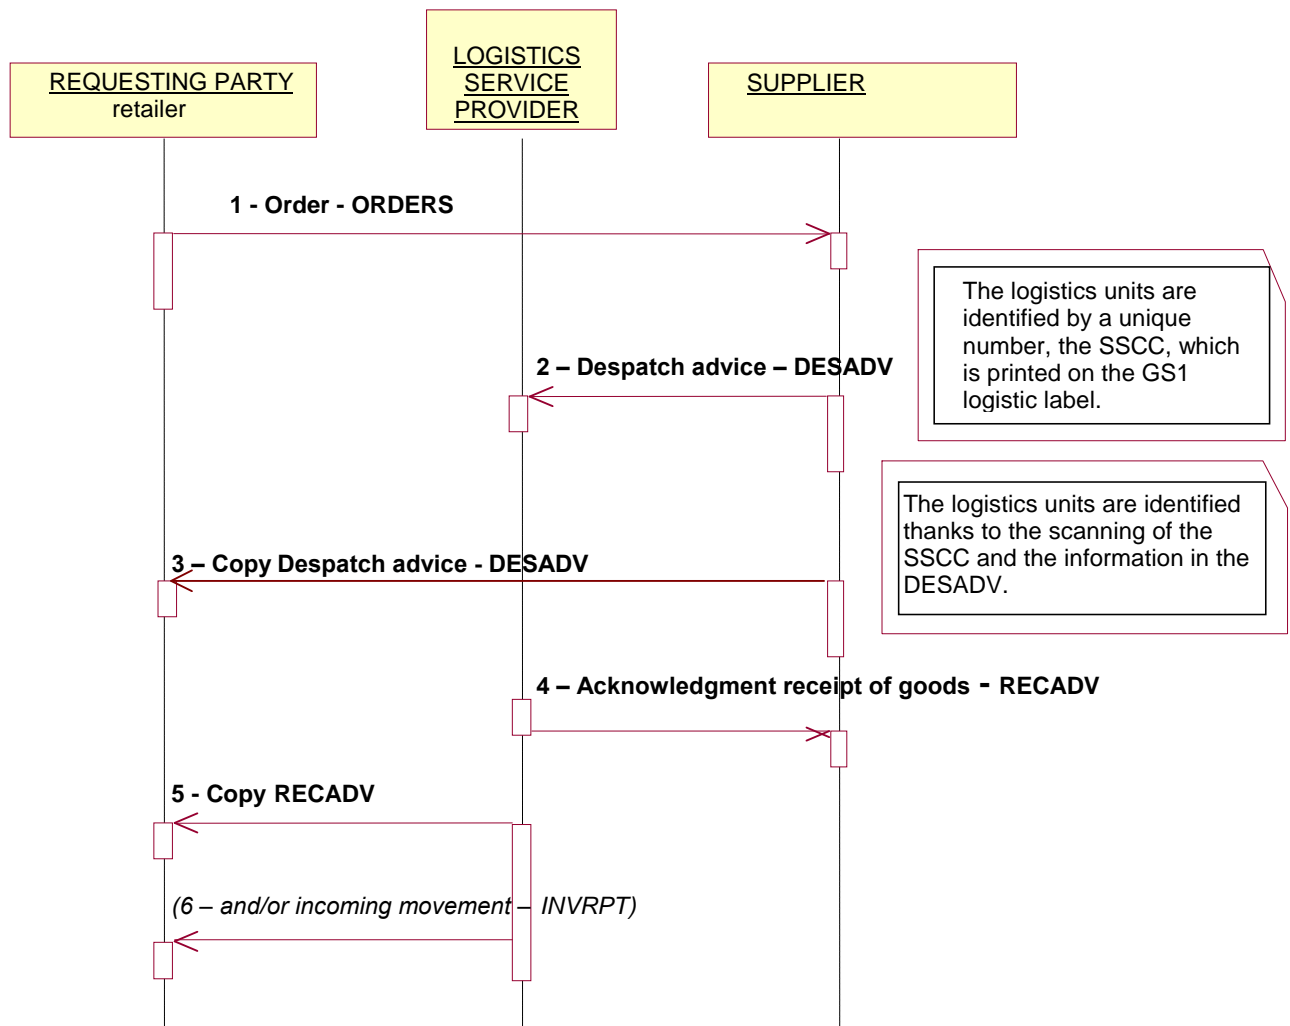 REQUESTING PARTY
retailer
LOGISTICS
SERVICE
PROVIDER
SUPPLIER
1 - Order - ORDERS
The logistics units are
identified by a unique
number, the SSCC, which
is printed on the GS1
logistic label.
2 – Despatch advice – DESADV
The logistics units are identified
thanks to the scanning of the
SSCC and the information in the
DESADV.
3 – Copy Despatch advice - DESADV
4 – Acknowledgment receipt of goods - RECADV
5 - Copy RECADV
(6 – and/or incoming movement – INVRPT)